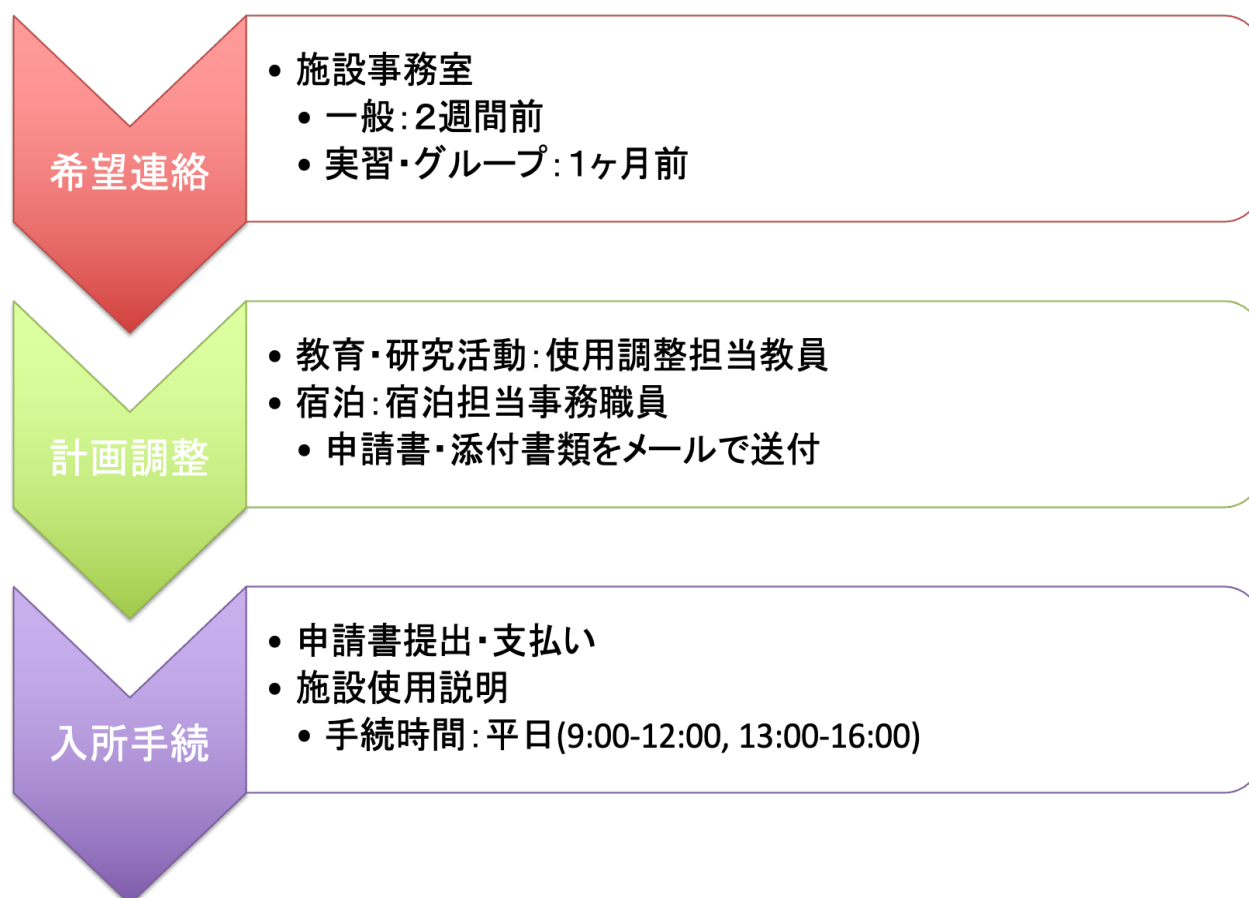 希望連絡
• 施設事務室
• 一般：２週間前
• 実習・グループ：１ヶ月前
計画調整
• 教育・研究活動：使用調整担当教員
• 宿泊：宿泊担当事務職員
• 申請書・添付書類をメールで送付
入所手続
• 申請書提出・支払い
• 施設使用説明
• 手続時間：平日(9:00-12:00, 13:00-16:00)